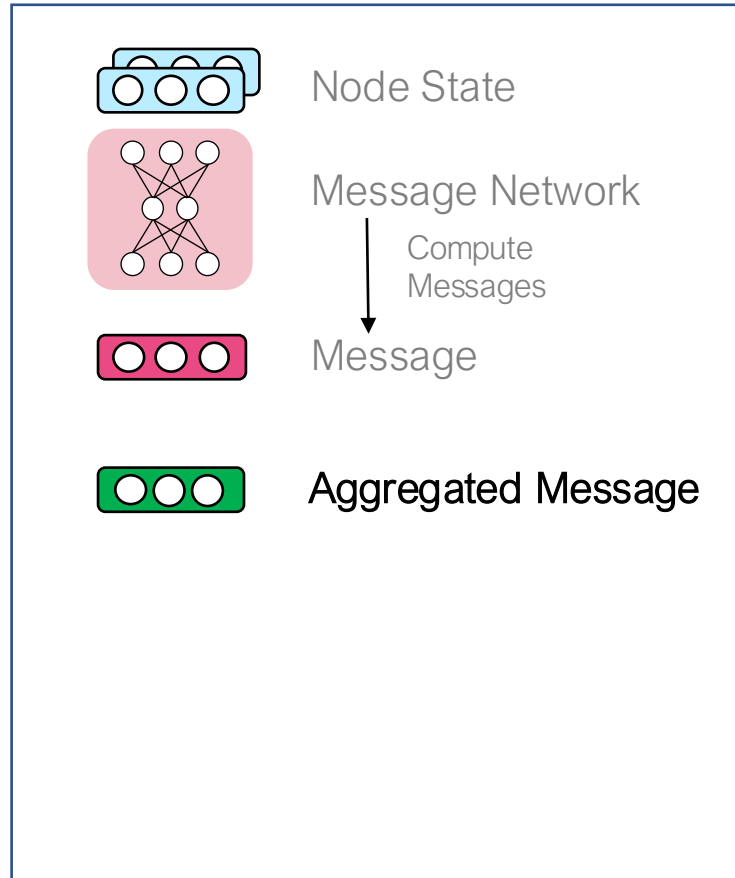 Node State
Message Network
Compute
Messages
Message
Aggregated Message